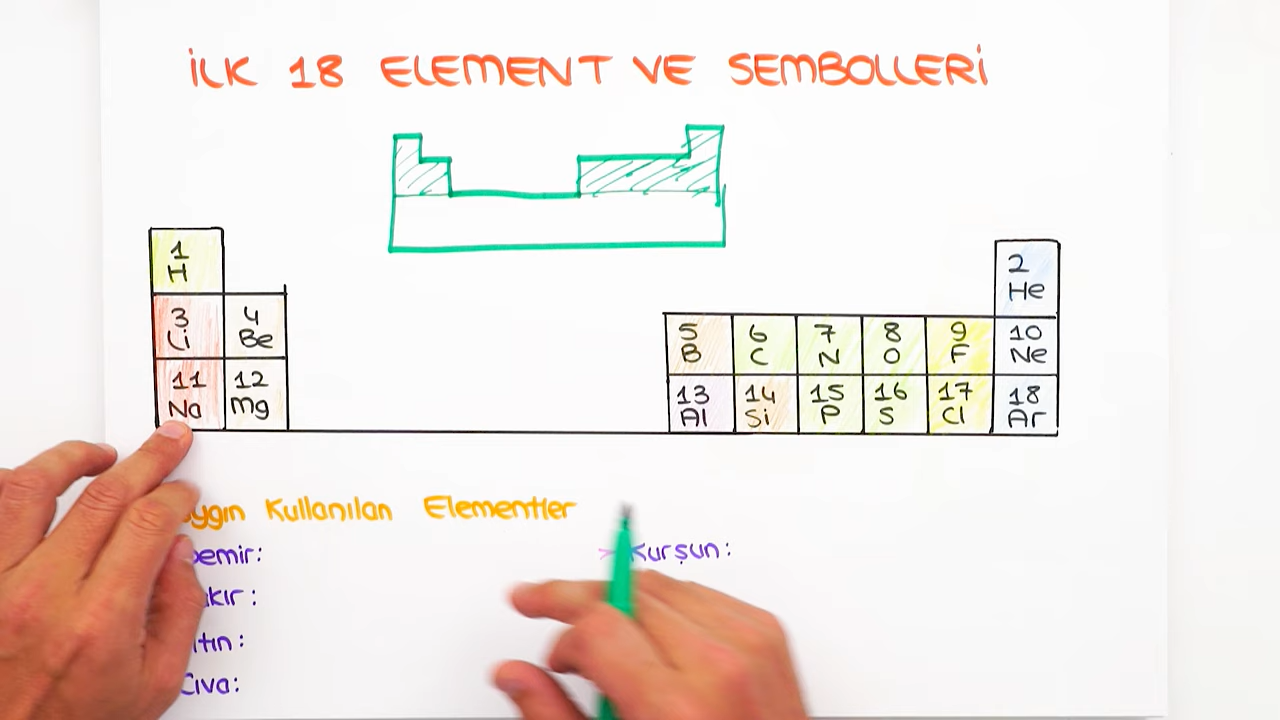 İLK 18 ELEMENT VE SEMBOLLERİ
1 H
2 He
3 Li
4 Be
5 B
6 C
7 N
8 O
9 F
10 Ne
11 Na
12 Mg
13 Al
14 Si
15 P
16 S
17 Cl
18 Ar
Kullanılan Elementler
Kurşun:
Cıva: